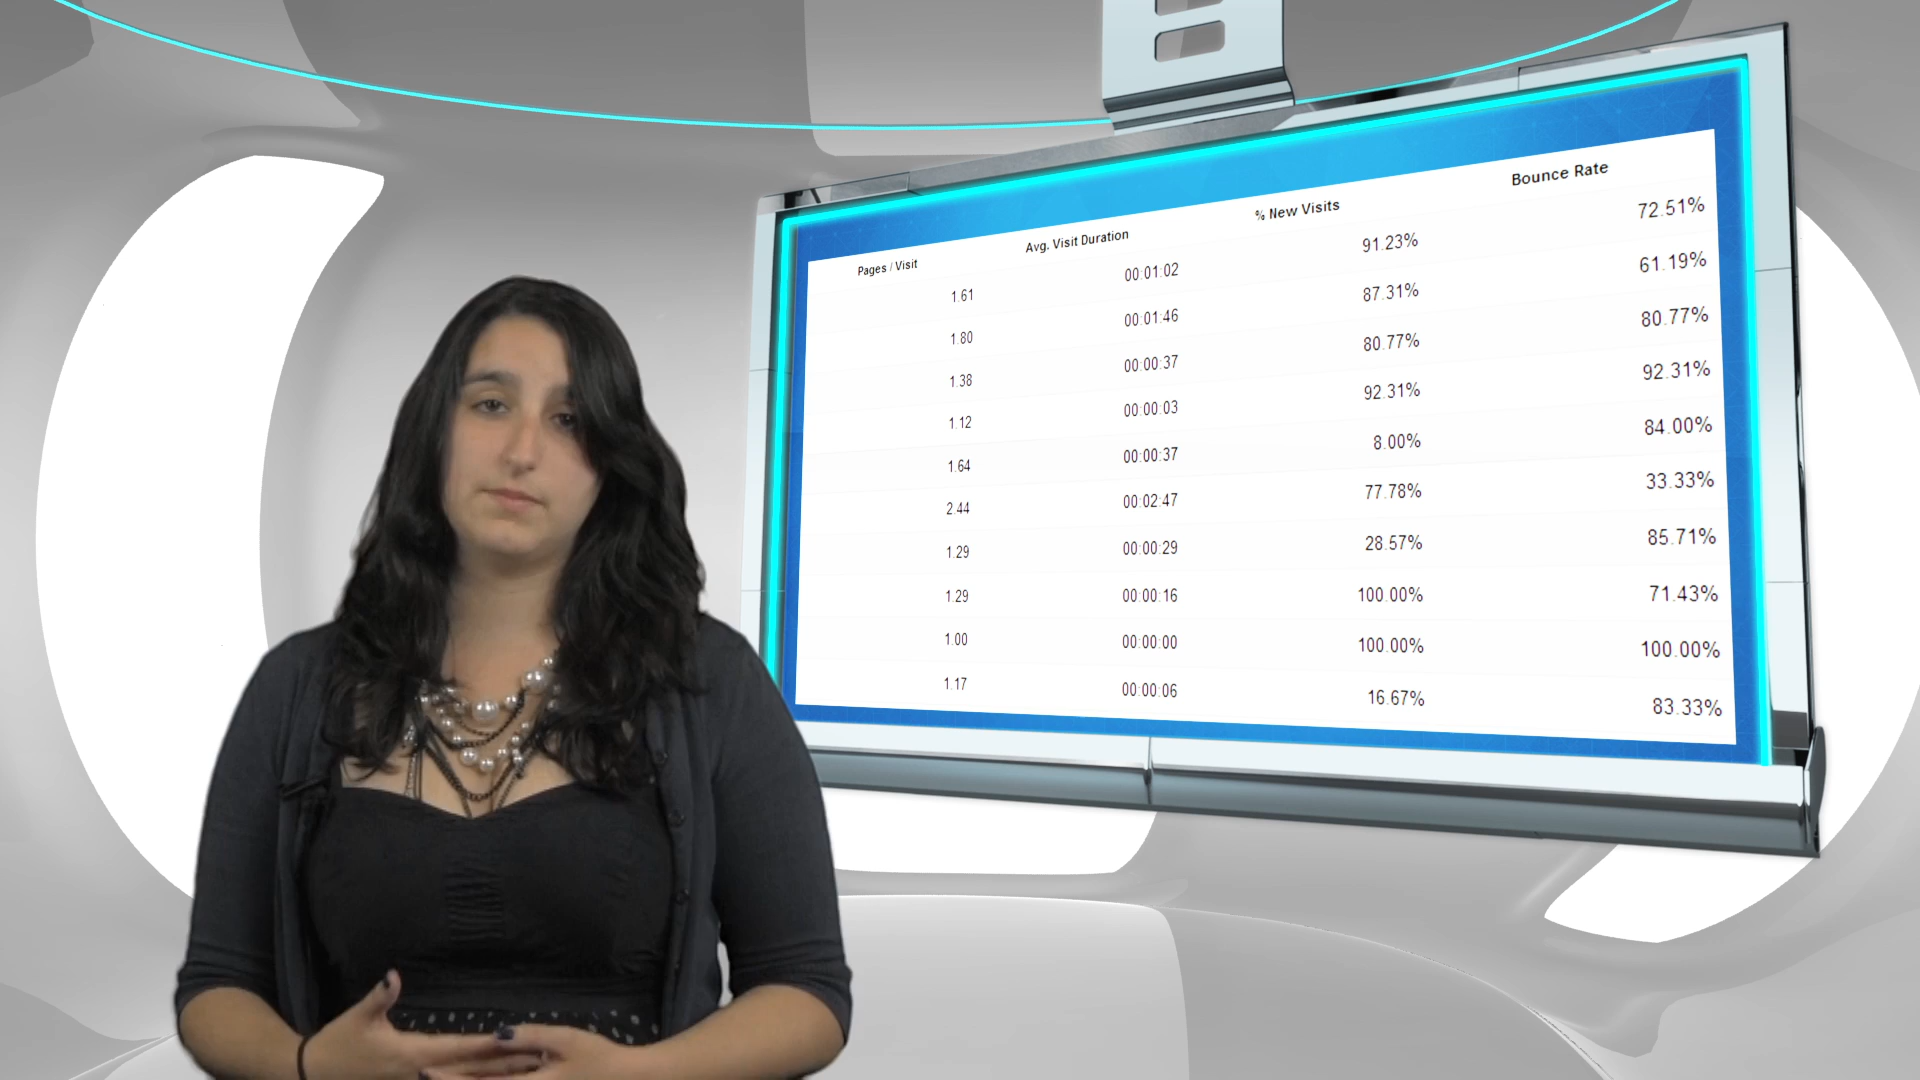 Pages / Visit Avg. Visit Duration % New Visits Bounce Rate
1.61 00:01:02 91.23% 72.51%
1.80 00:01:46 87.31% 61.19%
1.38 00:00:37 80.77% 80.77%
1.12 00:00:03 92.31% 92.31%
1.64 00:00:37 8.00% 84.00%
2.44 00:02:47 77.78% 33.33%
1.29 00:00:29 28.57% 85.71%
1.29 00:00:16 100.00% 71.43%
1.00 00:00:00 100.00% 100.00%
1.17 00:00:06 16.67% 83.33%